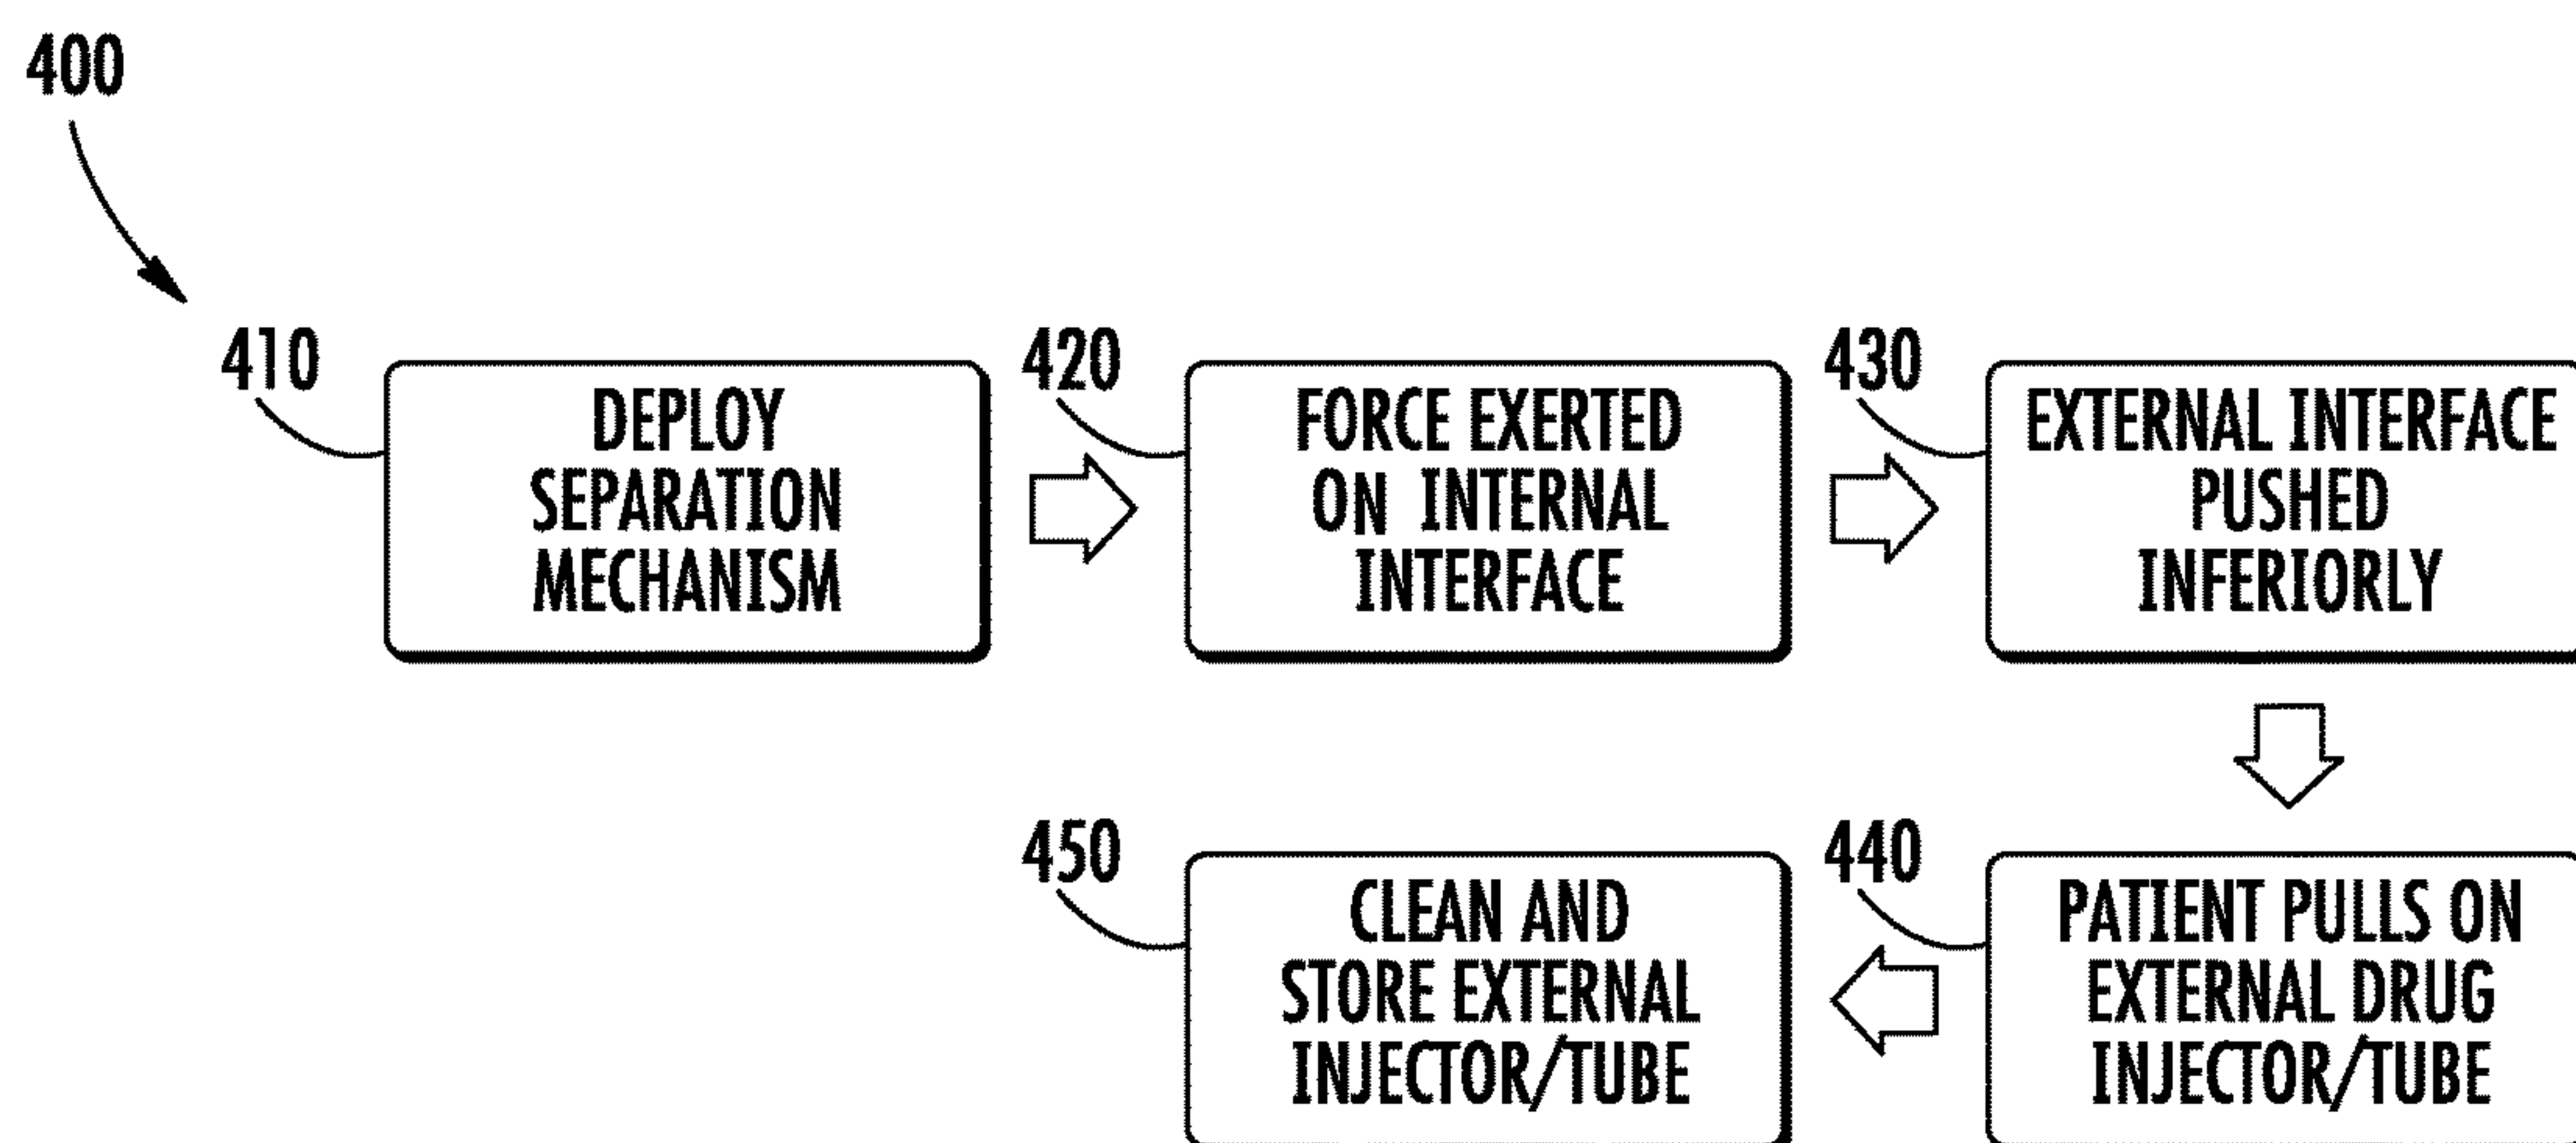 400
410
DEPLOY
SEPARATION
MECHANISM
420
FORCE EXERTED
ON INTERNAL
INTERFACE
430
EXTERNAL INTERFACE
PUSHED
INFERIORLY
440
PATIENT PULLS ON
EXTERNAL DRUG
INJECTOR/TUBE
450
CLEAN AND
STORE EXTERNAL
INJECTOR/TUBE